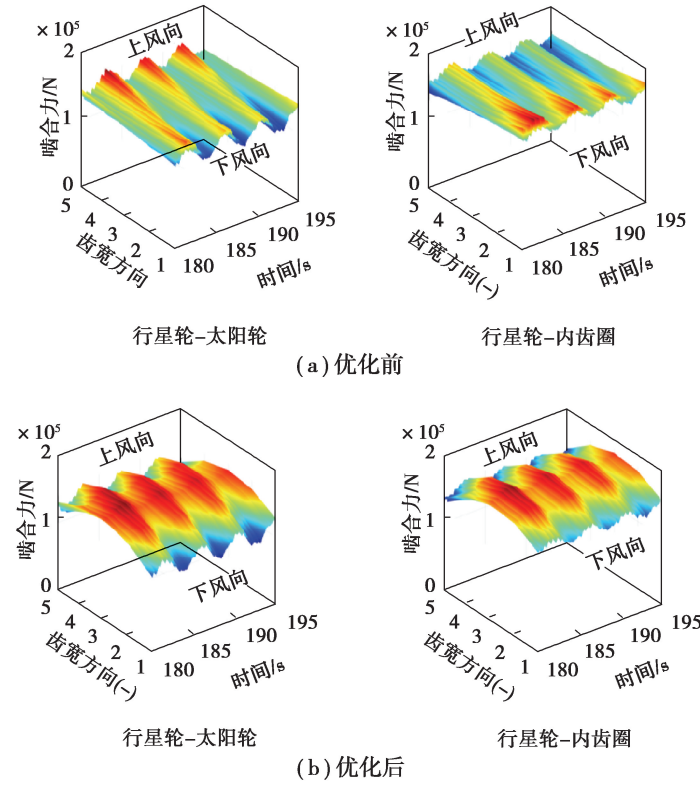 × 10⁵
2
上风向
1
啮合力/N
0
下风向
5
4
3
2
1
齿宽方向
180
185
190
195
时间/s
行星轮–太阳轮
× 10⁵
2
上风向
1
啮合力/N
0
下风向
5
4
3
2
1
齿宽方向(–)
180
185
190
195
时间/s
行星轮–内齿圈
(a)优化前
× 10⁵
2
上风向
1
啮合力/N
0
下风向
5
4
3
2
1
齿宽方向(–)
180
185
190
195
时间/s
行星轮–太阳轮
× 10⁵
2
上风向
1
啮合力/N
0
下风向
5
4
3
2
1
齿宽方向(–)
180
185
190
195
时间/s
行星轮–内齿圈
(b)优化后